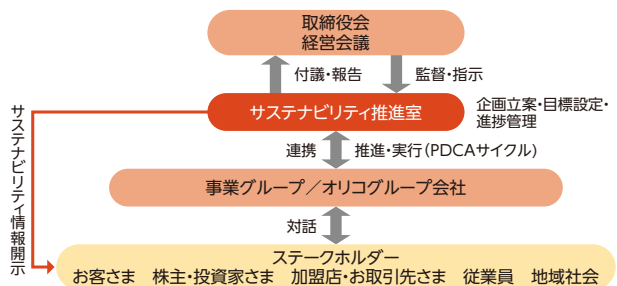 取締役会
経営会議
付議・報告
監督・指示
サステナビリティ推進室
企画立案・目標設定・
進捗管理
連携
推進・実行(PDCAサイクル)
事業グループ／オリコグループ会社
対話
サステナビリティ情報開示
ステークホルダー
お客さま　株主・投資家さま　加盟店・お取引先さま　従業員　地域社会